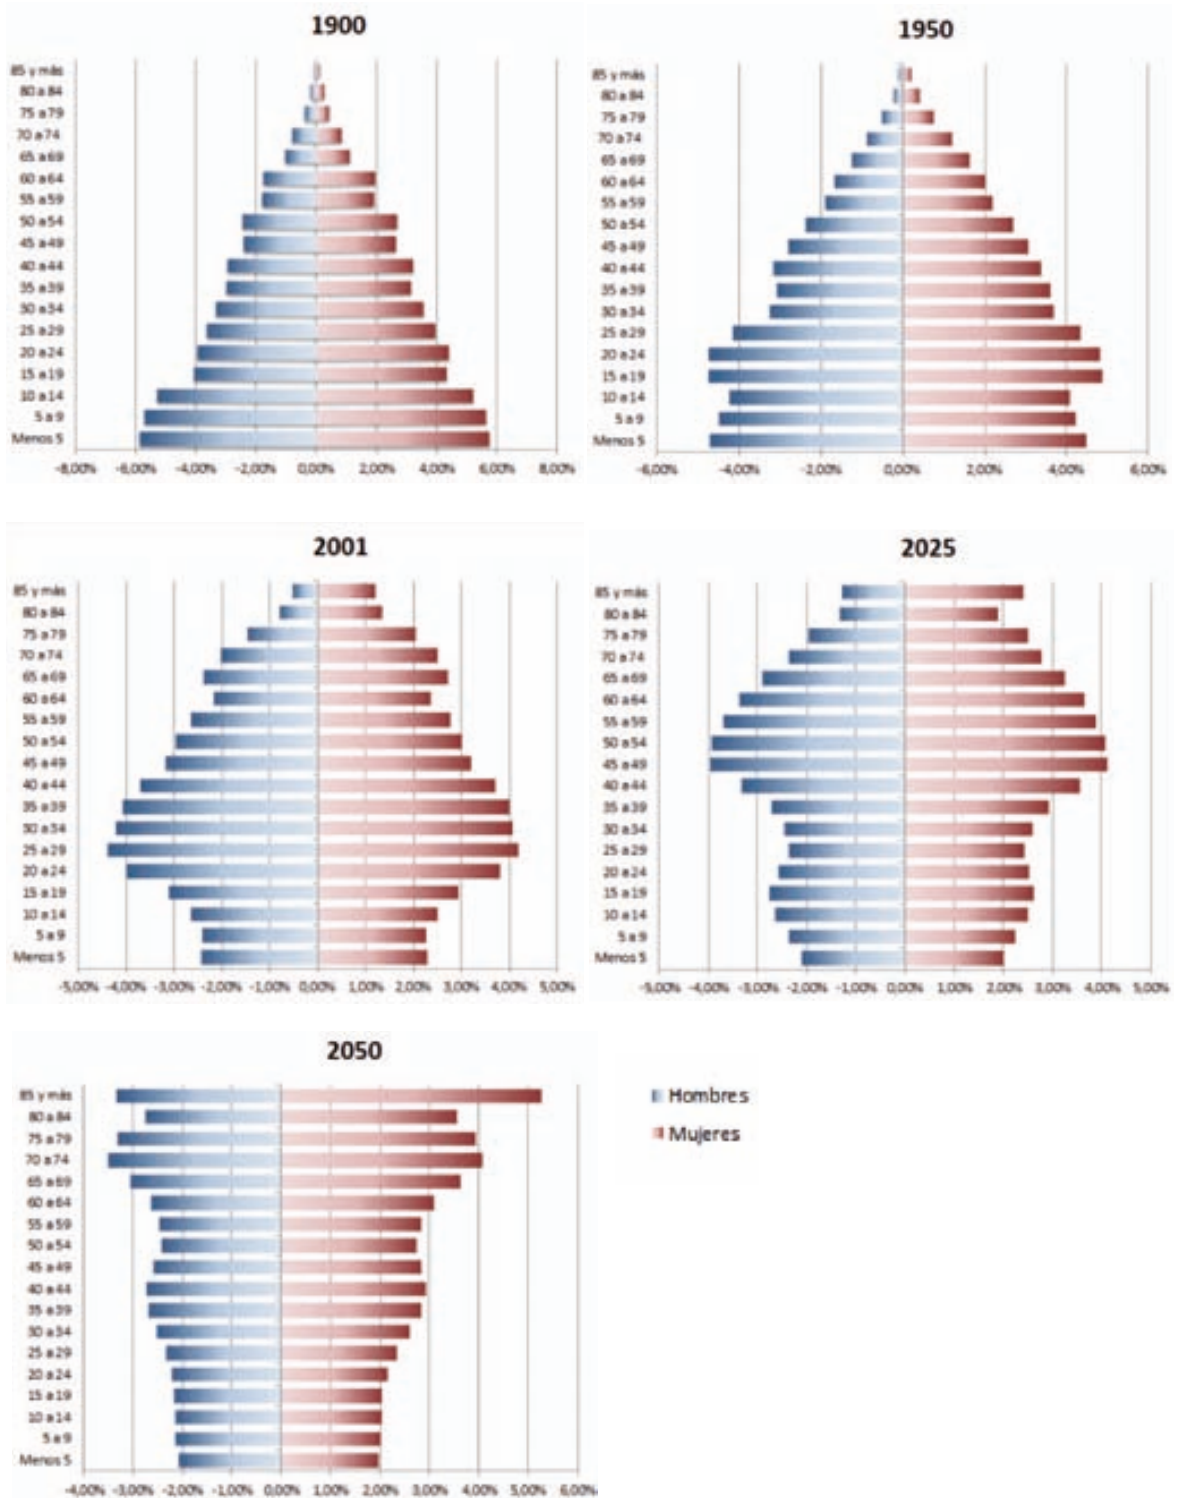 1900
85 y más
80 a 84
75 a 79
70 a 74
65 a 69
60 a 64
55 a 59
50 a 54
45 a 49
40 a 44
35 a 39
30 a 34
25 a 29
20 a 24
15 a 19
10 a 14
5 a 9
Menos 5
-8,00% -6,00% -4,00% -2,00% 0,00% 2,00% 4,00% 6,00% 8,00%
1950
85 y más
80 a 84
75 a 79
70 a 74
65 a 69
60 a 64
55 a 59
50 a 54
45 a 49
40 a 44
35 a 39
30 a 34
25 a 29
20 a 24
15 a 19
10 a 14
5 a 9
Menos 5
-6,00% -4,00% -2,00% 0,00% 2,00% 4,00% 6,00%
2001
85 y más
80 a 84
75 a 79
70 a 74
65 a 69
60 a 64
55 a 59
50 a 54
45 a 49
40 a 44
35 a 39
30 a 34
25 a 29
20 a 24
15 a 19
10 a 14
5 a 9
Menos 5
-5,00% -4,00% -3,00% -2,00% -1,00% 0,00% 1,00% 2,00% 3,00% 4,00% 5,00%
2025
85 y más
80 a 84
75 a 79
70 a 74
65 a 69
60 a 64
55 a 59
50 a 54
45 a 49
40 a 44
35 a 39
30 a 34
25 a 29
20 a 24
15 a 19
10 a 14
5 a 9
Menos 5
-5,00% -4,00% -3,00% -2,00% -1,00% 0,00% 1,00% 2,00% 3,00% 4,00% 5,00%
2050
85 y más
80 a 84
75 a 79
70 a 74
65 a 69
60 a 64
55 a 59
50 a 54
45 a 49
40 a 44
35 a 39
30 a 34
25 a 29
20 a 24
15 a 19
10 a 14
5 a 9
Menos 5
-4,00% -3,00% -2,00% -1,00% 0,00% 1,00% 2,00% 3,00% 4,00% 5,00% 6,00%
Hombres
Mujeres